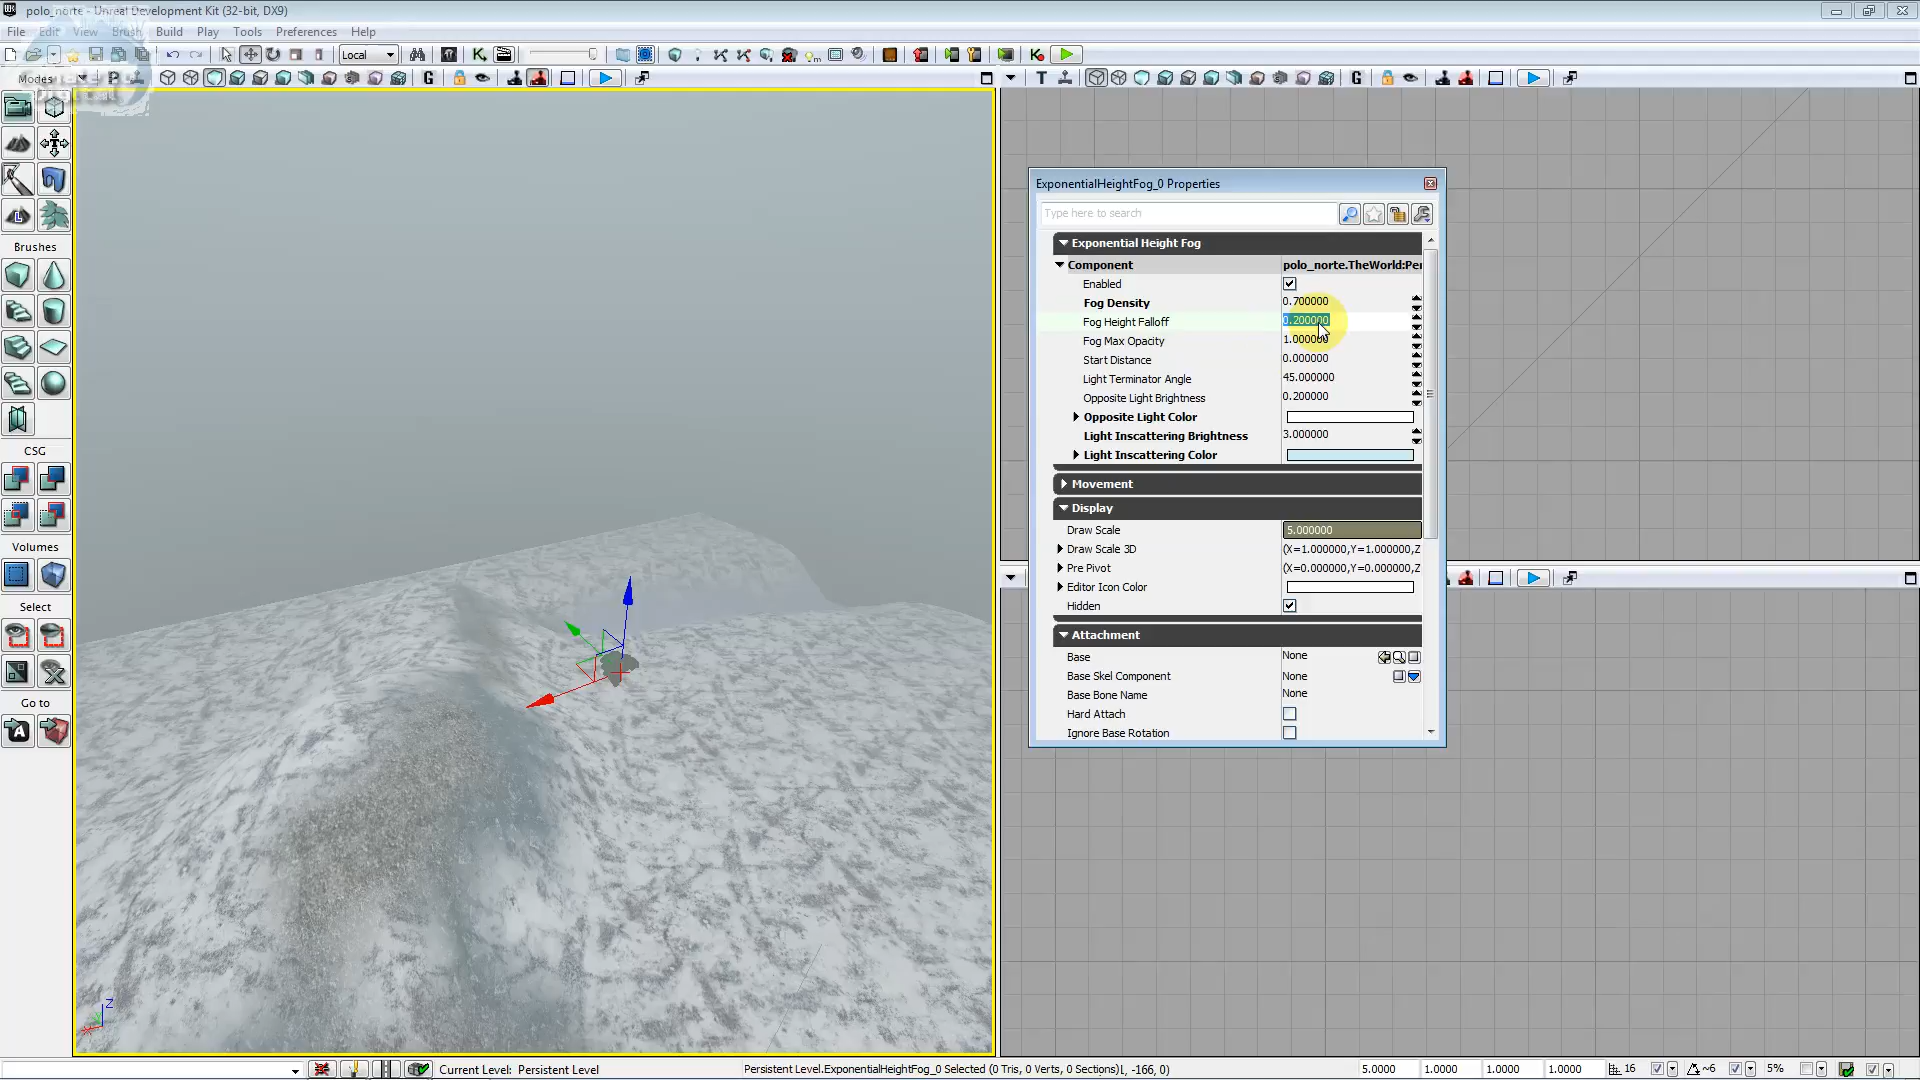 polo_norte - Unreal Development Kit (32-bit, DX9)
File Edit View Brush Build Play Tools Preferences Help
Local
Modes
P
G
T
G
Brushes
CSG
Volumes
Select
Go to
ExponentialHeightFog_0 Properties
Type here to search
Exponential Height Fog
Component polo_norte.TheWorld:Per
Enabled
Fog Density 0.700000
Fog Height Falloff 0.200000
Fog Max Opacity 1.000000
Start Distance 0.000000
Light Terminator Angle 45.000000
Opposite Light Brightness 0.200000
Opposite Light Color
Light Inscattering Brightness 3.000000
Light Inscattering Color
Movement
Display
Draw Scale 5.000000
Draw Scale 3D (X=1.000000,Y=1.000000,Z
Pre Pivot (X=0.000000,Y=0.000000,Z
Editor Icon Color
Hidden
Attachment
Base None
Base Skel Component None
Base Bone Name None
Hard Attach
Ignore Base Rotation
Z
Current Level: Persistent Level
Persistent Level.ExponentialHeightFog_0 Selected (0 Tris, 0 Verts, 0 Sections)
-166, 0)
5.0000 1.0000 1.0000 1.0000 16 ~6 5%